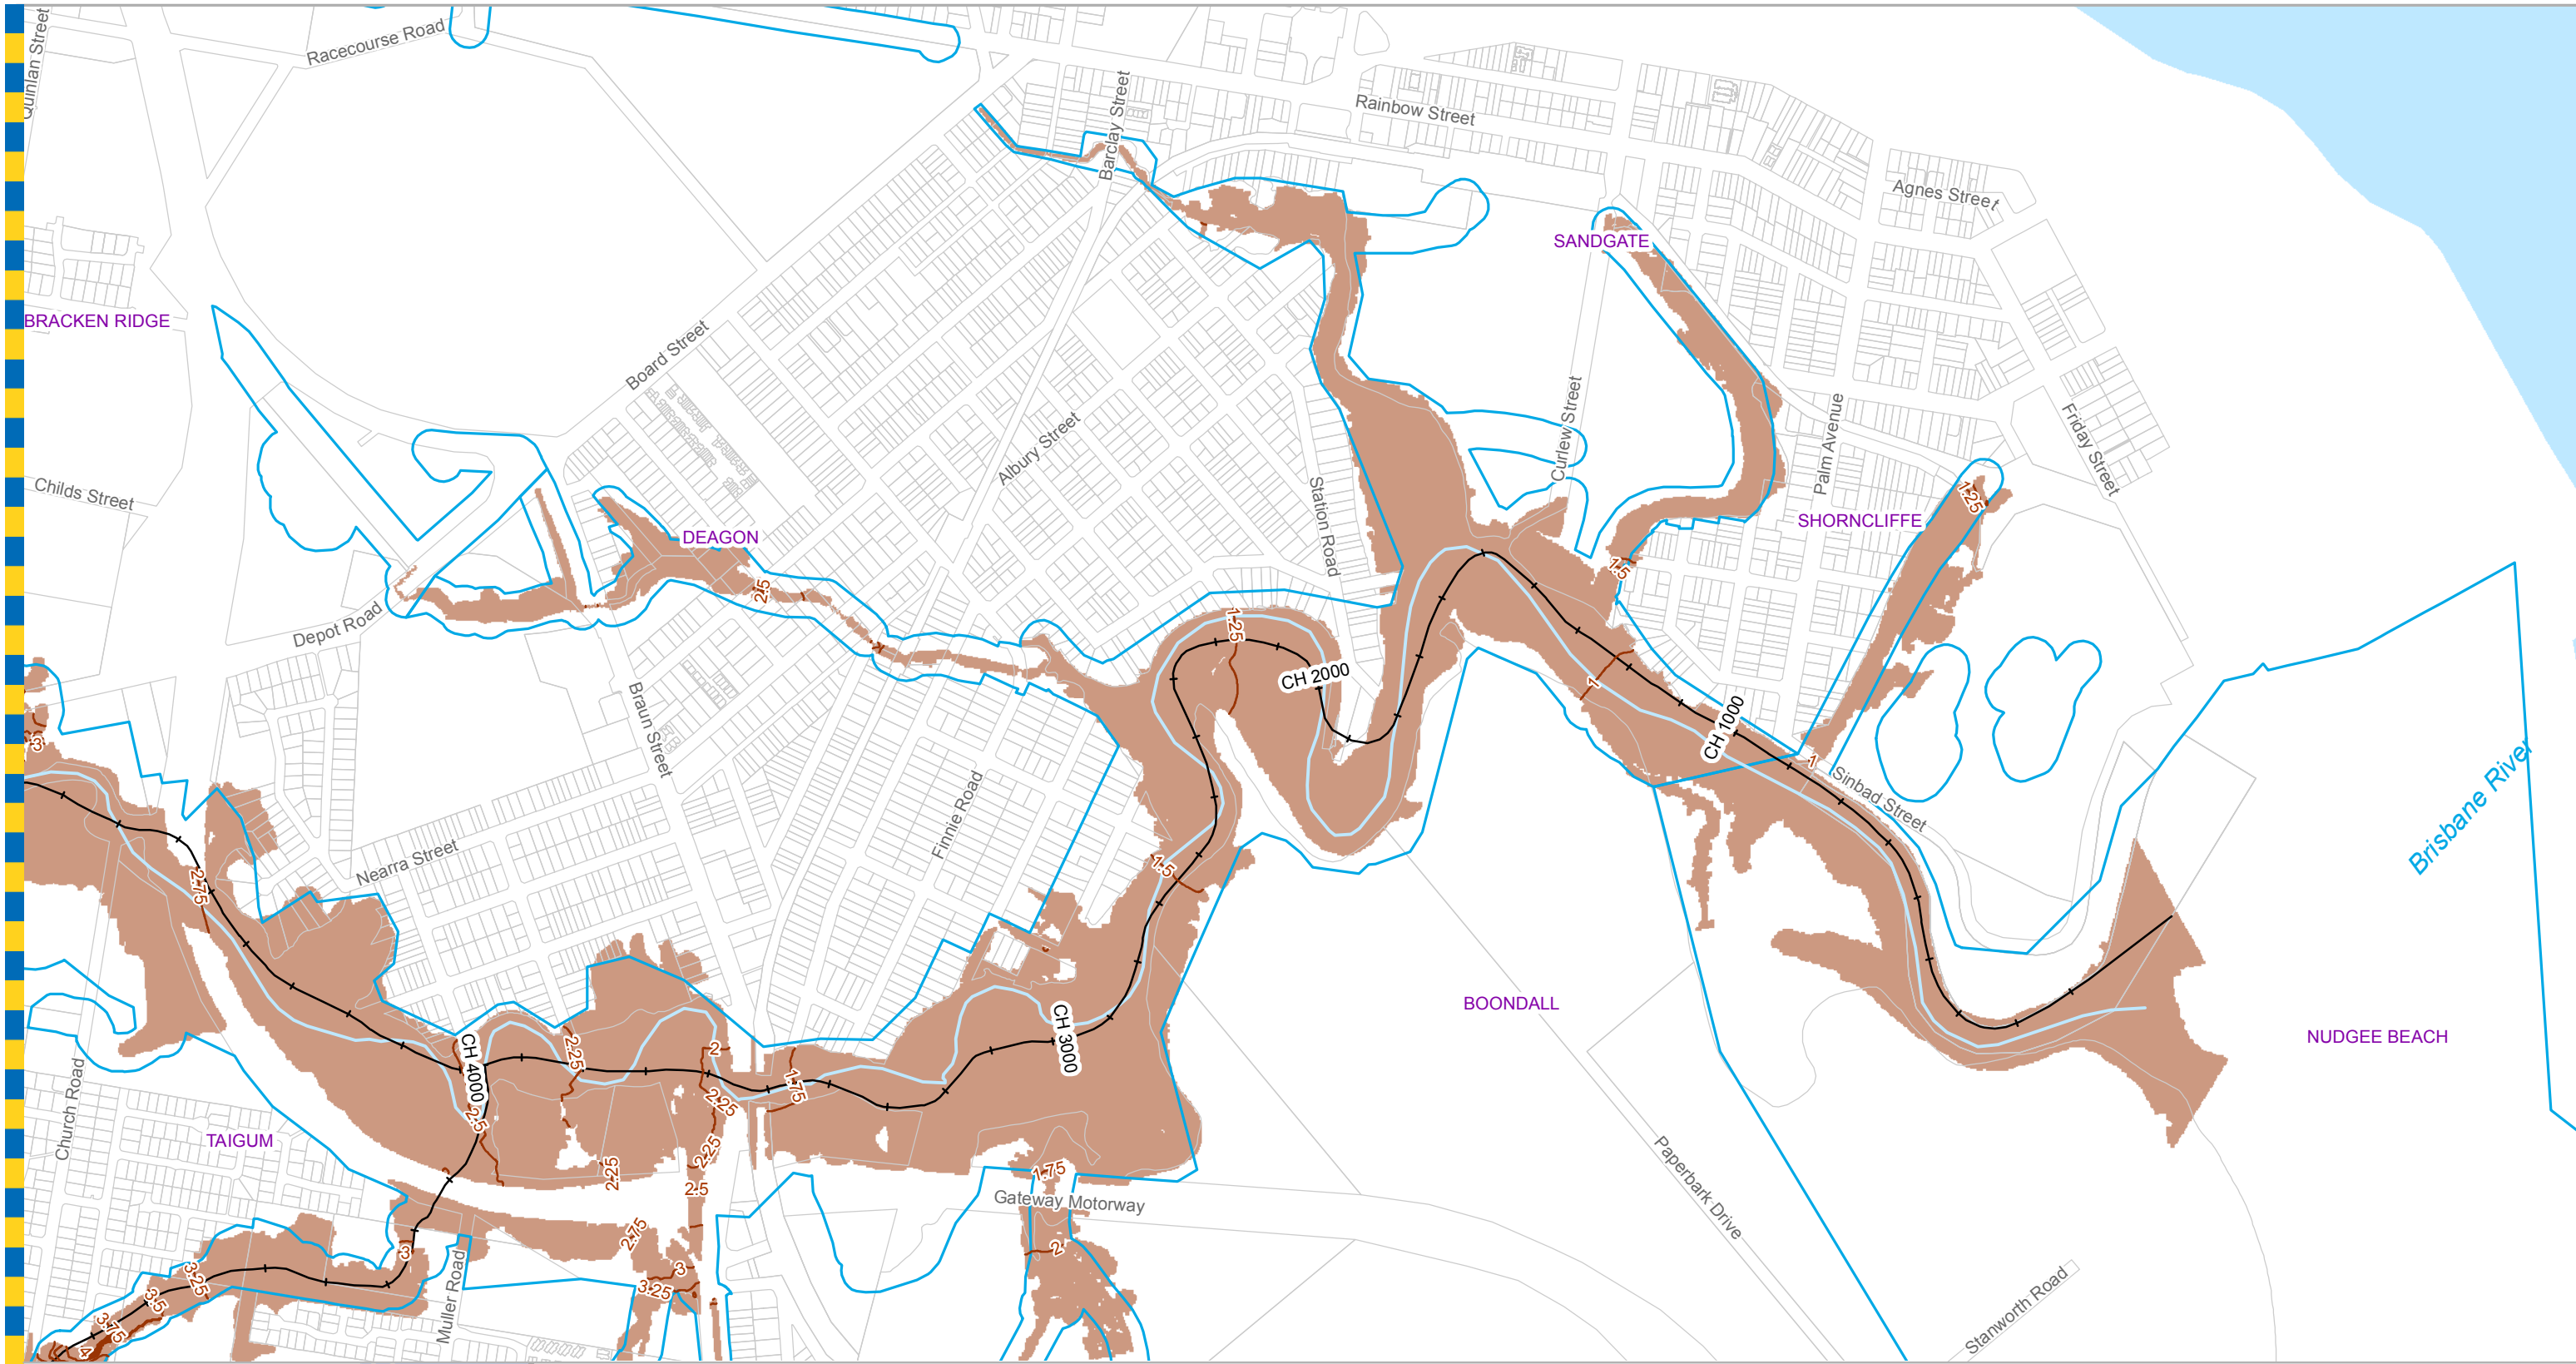 Quinlan Street
Racecourse Road
Barclay Street
Rainbow Street
Agnes Street
SANDGATE
BRACKEN RIDGE
Board Street
Curlew Street
Palm Avenue
Friday Street
Albury Street
Station Road
Childs Street
1.25
SHORNCLIFFE
DEAGON
1.5
2.5
Depot Road
1.25
CH 2000
1
Braun Street
CH 1000
3
1
Sinbad Street
Brisbane River
Finnie Road
Nearra Street
1.5
2.75
BOONDALL
CH 3000
NUDGEE BEACH
CH 4000
2.25
2
1.75
2.25
2.5
Church Road
TAIGUM
2.25
2.25
1.75
2.5
Gateway Motorway
Paperbark Drive
2.75
2
3
3
3.25
3.25
3.5
Muller Road
3.75
4
Stanworth Road